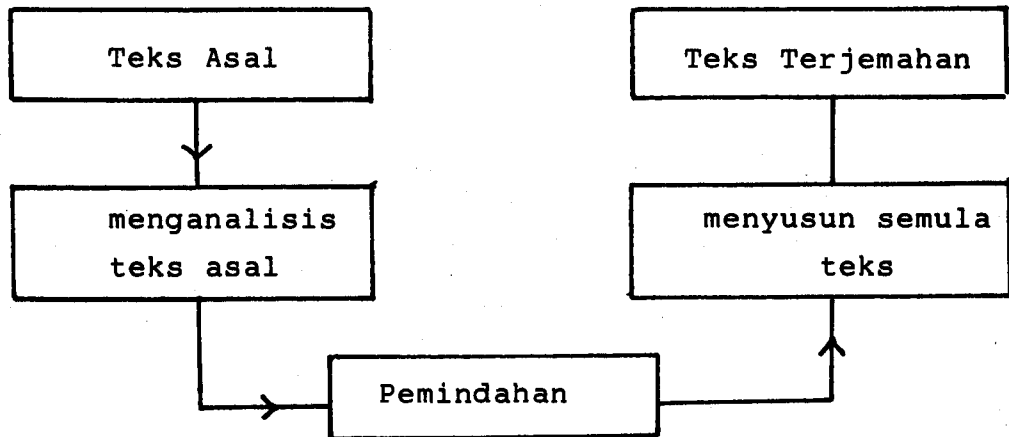 Teks Asal
Teks Terjemahan
menganalisis
teks asal
menyusun semula
teks
Pemindahan